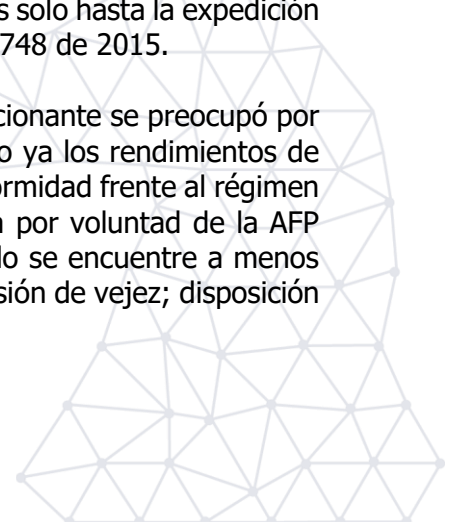 s solo hasta la expedición
748 de 2015.
cionante se preocupó por
o ya los rendimientos de
ormidad frente al régimen
por voluntad de la AFP
lo se encuentre a menos
sión de vejez; disposición